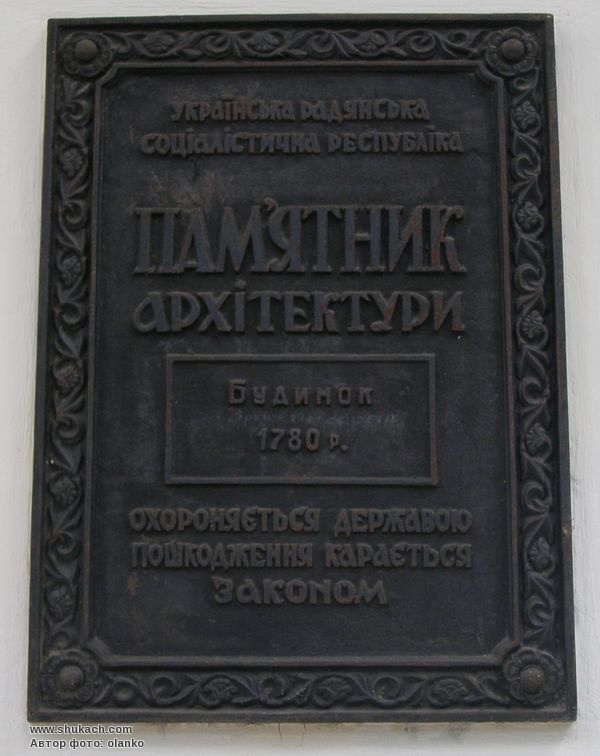 Українська Радянська
Соціалістична Республіка
ПАМ'ЯТНИК
АРХІТЕКТУРИ
Будинок
1780 р.
ОХОРОНЯЄТЬСЯ ДЕРЖАВОЮ
ПОШКОДЖЕННЯ КАРАЄТЬСЯ
ЗАКОНОМ
www.shukach.com
Автор фото: olanko